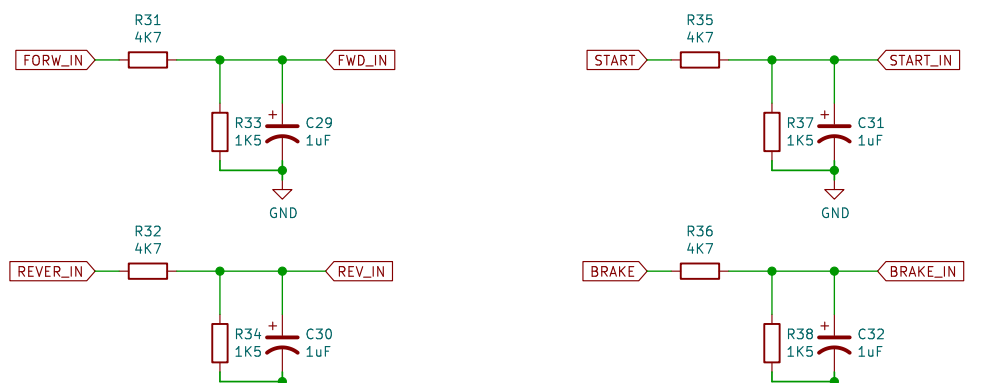 R31
4K7
FORW_IN
FWD_IN
R33
1K5
+
C29
1uF
GND
R35
4K7
START
START_IN
R37
1K5
+
C31
1uF
GND
R32
4K7
REVER_IN
REV_IN
R34
1K5
+
C30
1uF
R36
4K7
BRAKE
BRAKE_IN
R38
1K5
+
C32
1uF